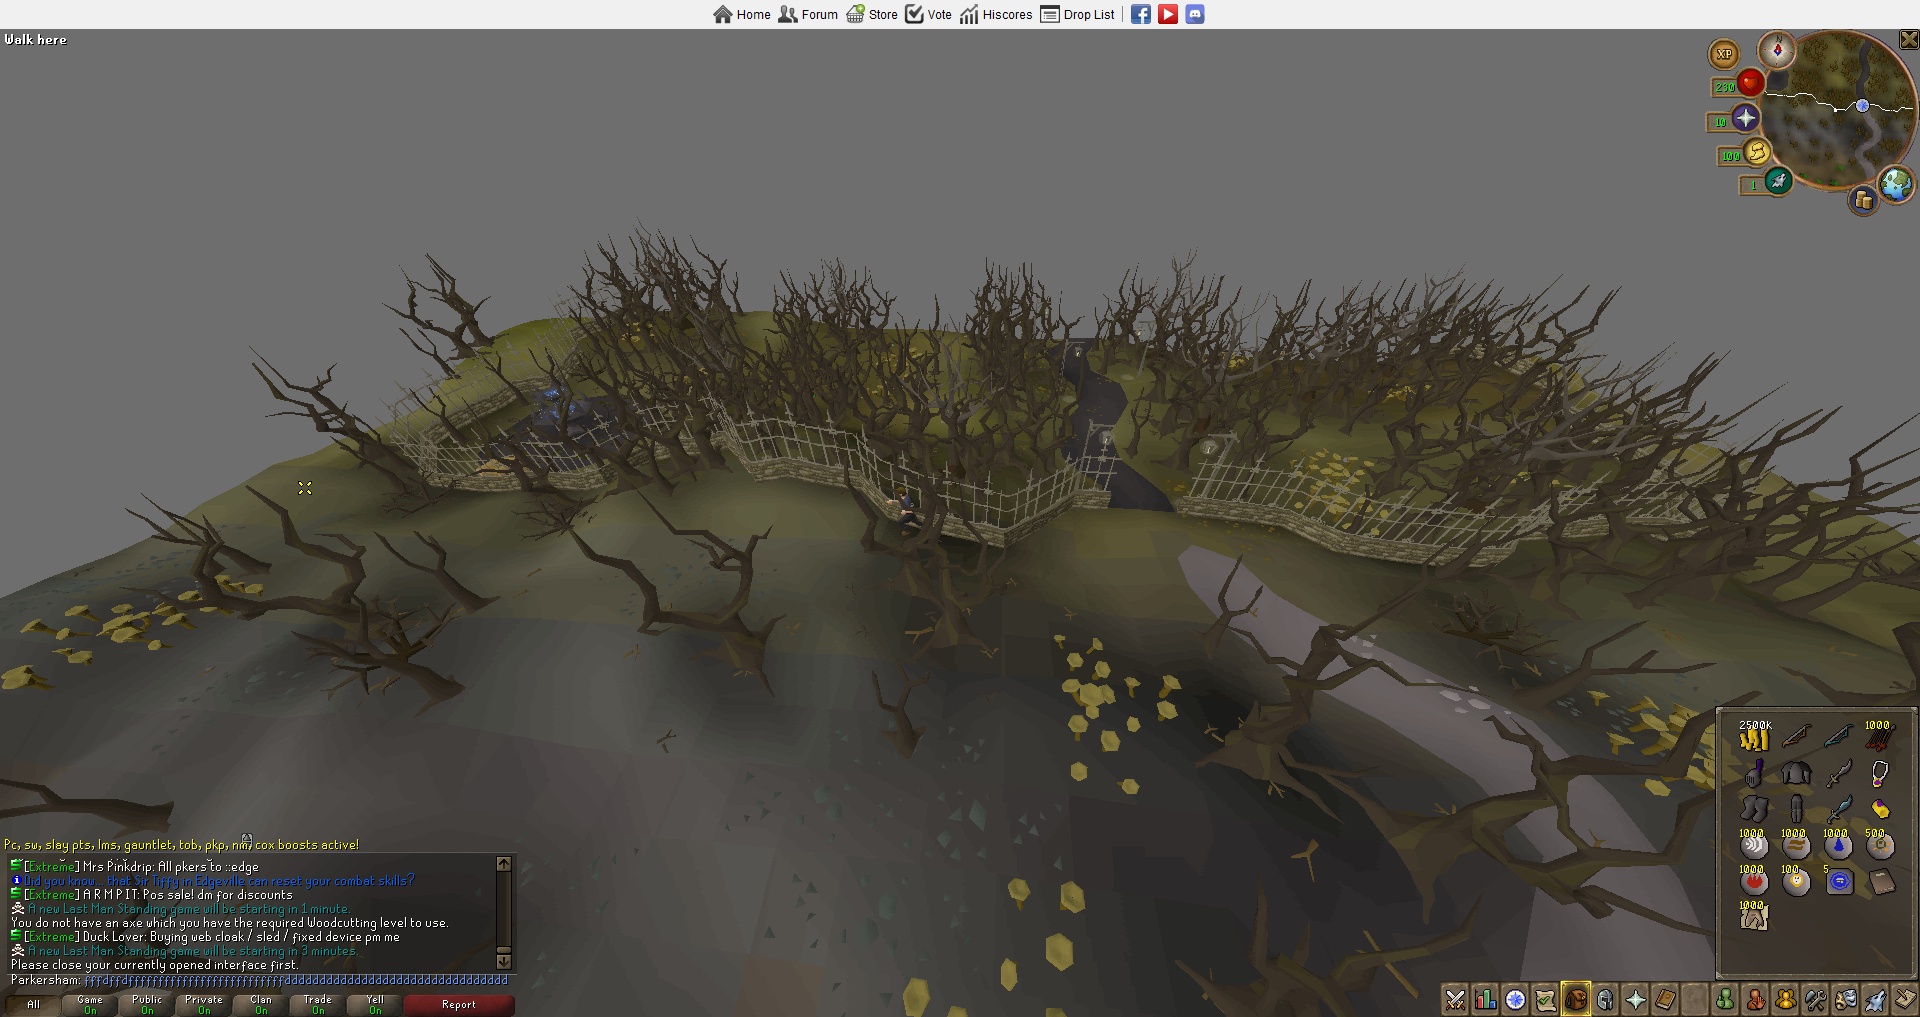 Home Forum Store Vote Hiscores Drop List
Walk here
XP
N
230
10
100
1
2500K 1000
1000 1000 1000 500
1000 100 5
1000
Pc, sw, slay pts, lms, gauntlet, tob, pkp, nm, cox boosts active!
[Extreme] Mrs Pinkdrip: All pkers to ::edge
Did you know... that Sir Tiffy in Edgeville can reset your combat skills?
[Extreme] A R M P I T: Pos sale! dm for discounts
A new Last Man Standing game will be starting in 1 minute.
You do not have an axe which you have the required Woodcutting level to use.
[Extreme] Duck Lover: Buying web cloak / sled / fixed device pm me
A new Last Man Standing game will be starting in 3 minutes.
Please close your currently opened interface first.
Parkersham:
All Game On Public On Private On Clan On Trade On Yell On Report